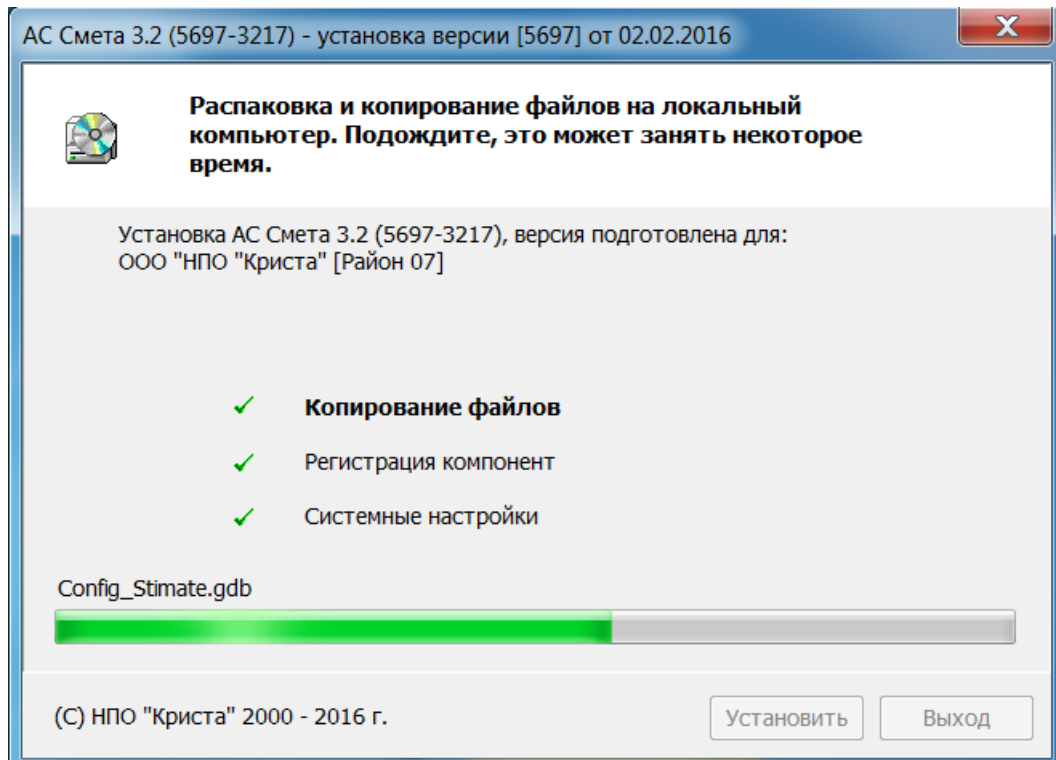 АС Смета 3.2 (5697-3217) - установка версии [5697] от 02.02.2016
Распаковка и копирование файлов на локальный
компьютер. Подождите, это может занять некоторое
время.
Установка АС Смета 3.2 (5697-3217), версия подготовлена для:
ООО "НПО "Криста" [Район 07]
Копирование файлов
Регистрация компонент
Системные настройки
Config_Stimate.gdb
(C) НПО "Криста" 2000 - 2016 г.
Установить
Выход